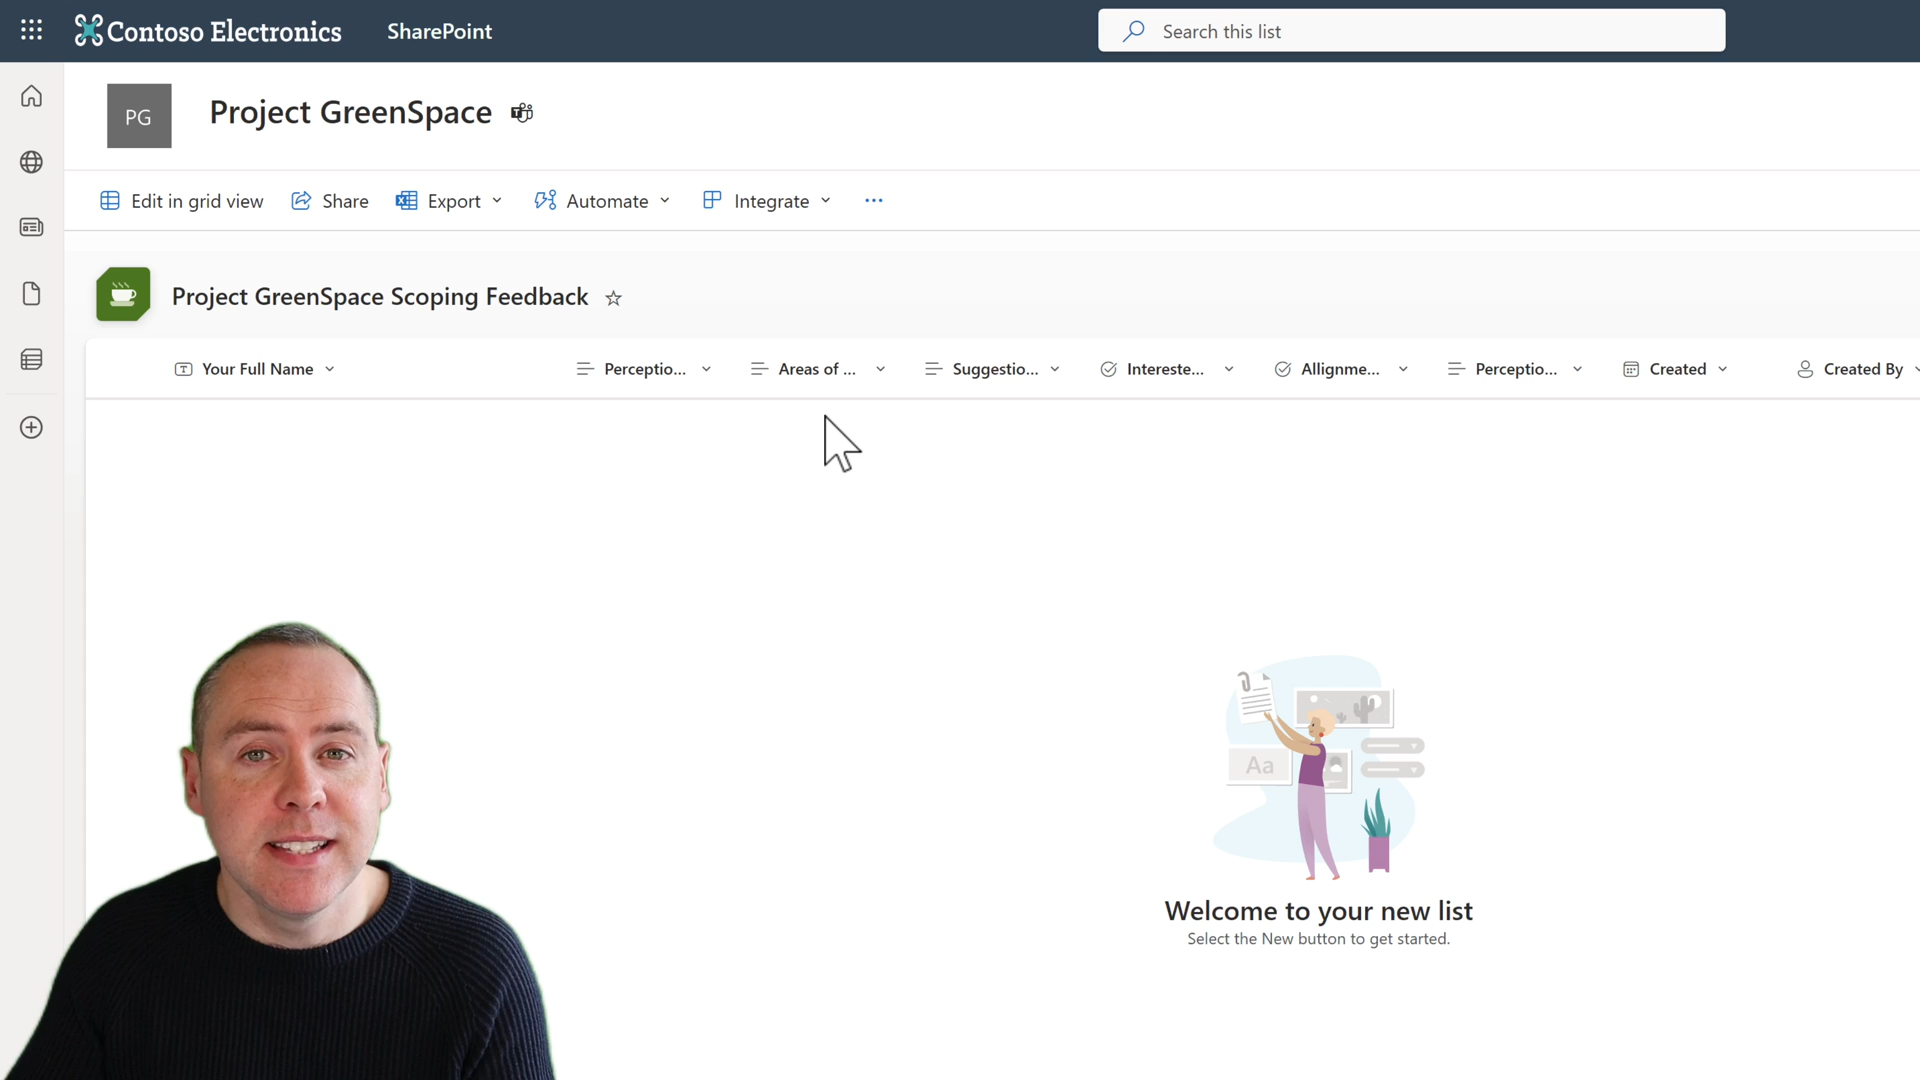 Contoso Electronics
SharePoint
Search this list
PG
Project GreenSpace
Edit in grid view
Share
Export
Automate
Integrate
Project GreenSpace Scoping Feedback
Your Full Name
Perceptio...
Areas of ...
Suggestio...
Intereste...
Allignme...
Perceptio...
Created
Created By
Aa
Welcome to your new list
Select the New button to get started.